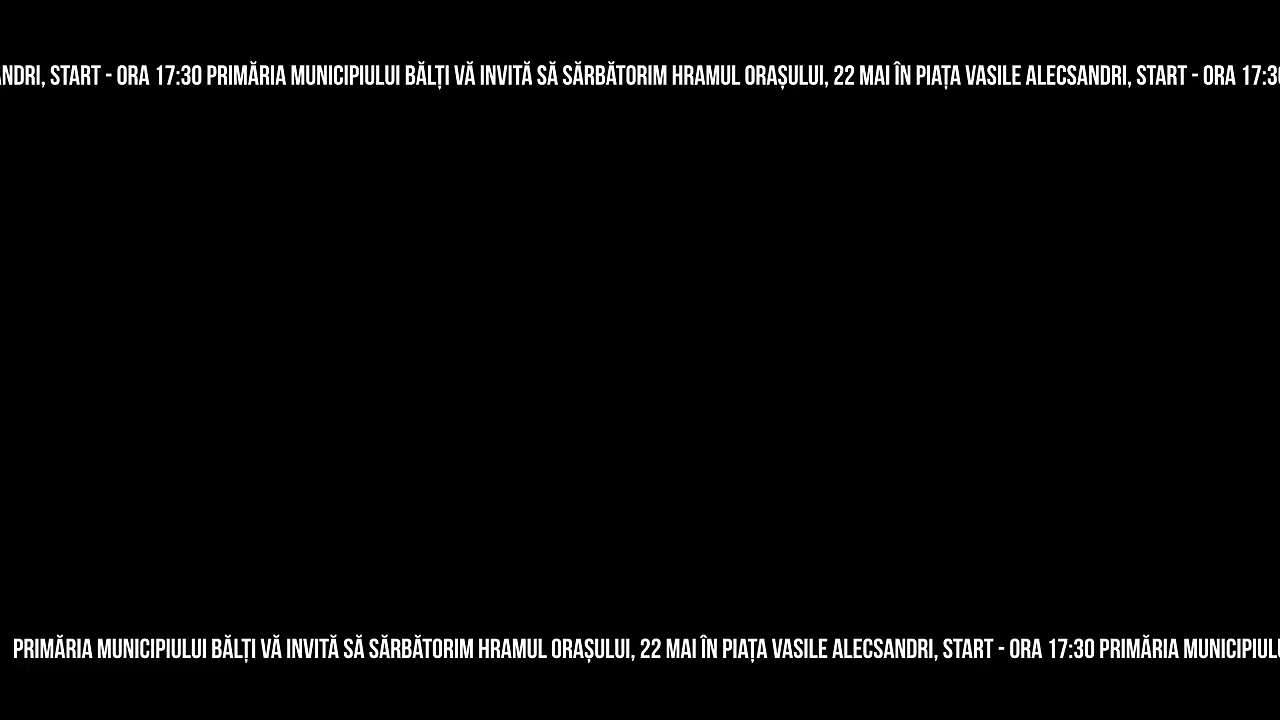 ANDRI, START - ORA 17:30 PRIMĂRIA MUNICIPIULUI BĂLȚI VĂ INVITĂ SĂ SĂRBĂTORIM HRAMUL ORAȘULUI, 22 MAI ÎN PIAȚA VASILE ALECSANDRI, START - ORA 17:30
PRIMĂRIA MUNICIPIULUI BĂLȚI VĂ INVITĂ SĂ SĂRBĂTORIM HRAMUL ORAȘULUI, 22 MAI ÎN PIAȚA VASILE ALECSANDRI, START - ORA 17:30 PRIMĂRIA MUNICIPIULU